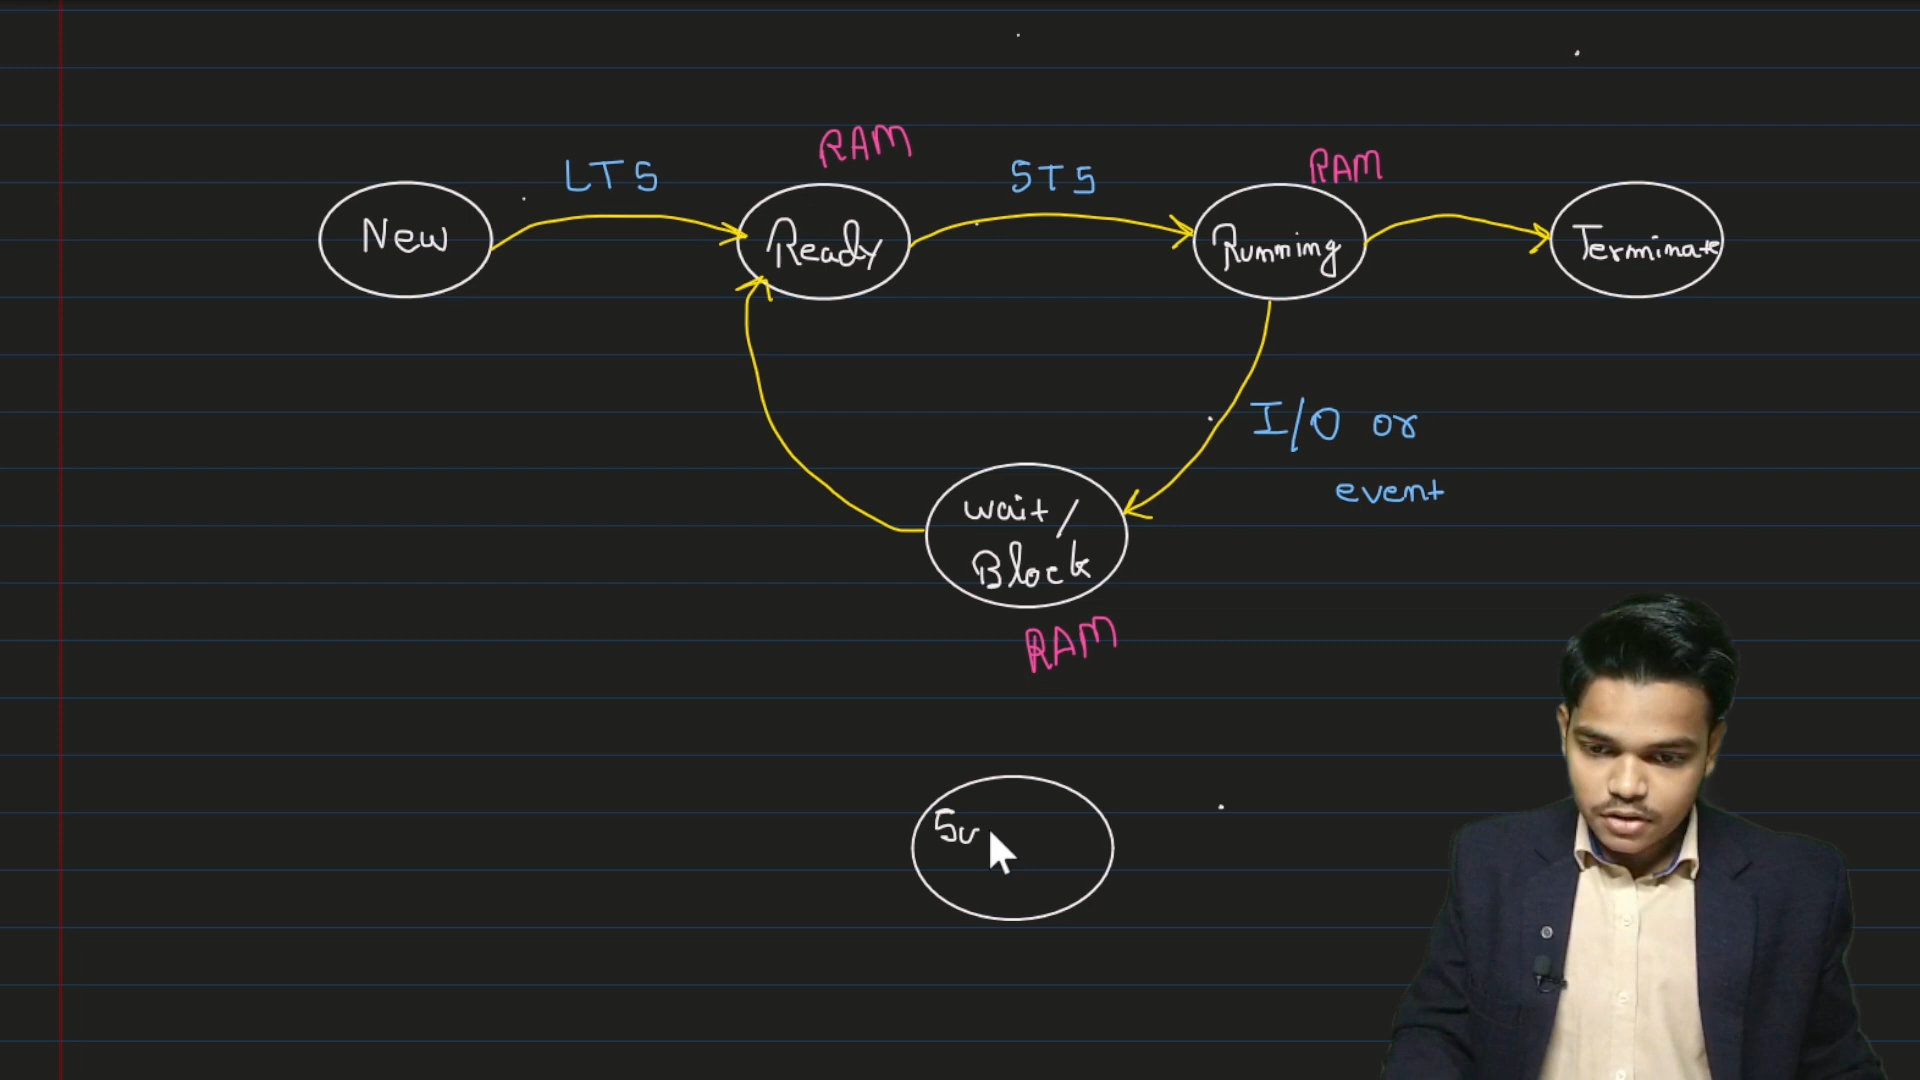 RAM
LTS
STS
RAM
New
Ready
Running
Terminate
I/O or
event
wait/
Block
RAM
Su